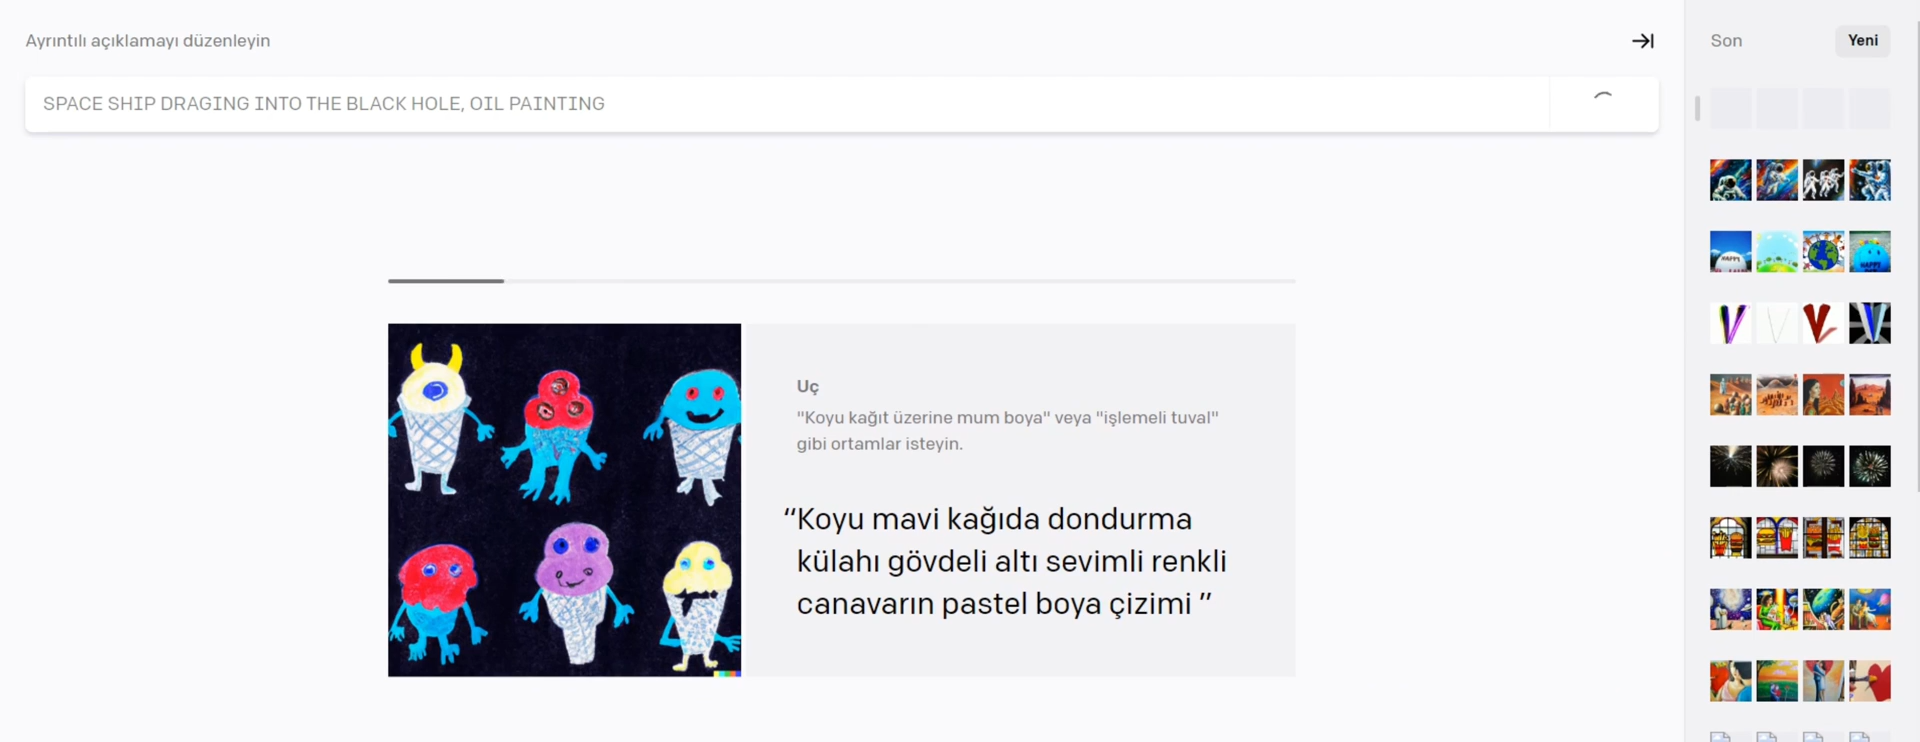 Ayrıntılı açıklamayı düzenleyin
SPACE SHIP DRAGING INTO THE BLACK HOLE, OIL PAINTING
Uç
"Koyu kağıt üzerine mum boya" veya "işlemeli tuval"
gibi ortamlar isteyin.
“Koyu mavi kağıda dondurma
külahı gövdeli altı sevimli renkli
canavarın pastel boya çizimi ”
Son
Yeni
HAPPY
HAPPY